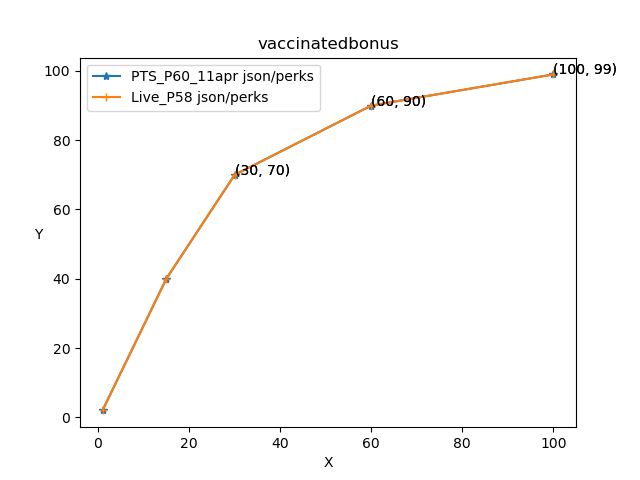 vaccinatedbonus
PTS_P60_11apr json/perks
Live_P58 json/perks
(100, 99)
(60, 90)
(30, 70)
100
80
60
40
20
0
Y
0 20 40 60 80 100
X